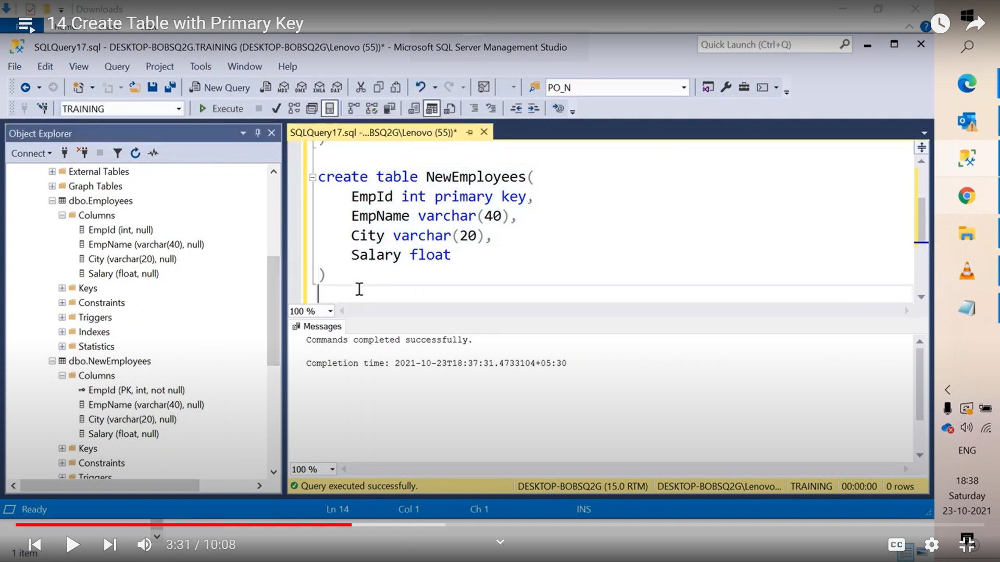 Downloads
14 Create Table with Primary Key
SQLQuery17.sql - DESKTOP-BOBSQ2G.TRAINING (DESKTOP-BOBSQ2G\Lenovo (55))* - Microsoft SQL Server Management Studio
Quick Launch (Ctrl+Q)
File Edit View Query Project Tools Window Help
New Query
MDX DMX XMLA DAX
PO_N
TRAINING
Execute
Object Explorer
SQLQuery17.sql -...BSQ2G\Lenovo (55))*
Connect
External Tables
Graph Tables
dbo.Employees
Columns
EmpId (int, null)
EmpName (varchar(40), null)
City (varchar(20), null)
Salary (float, null)
Keys
Constraints
Triggers
Indexes
Statistics
dbo.NewEmployees
Columns
EmpId (PK, int, not null)
EmpName (varchar(40), null)
City (varchar(20), null)
Salary (float, null)
Keys
Constraints
Triggers
)
create table NewEmployees(
EmpId int primary key,
EmpName varchar(40),
City varchar(20),
Salary float
)
100 %
Messages
Commands completed successfully.
Completion time: 2021-10-23T18:37:31.4733104+05:30
100 %
Query executed successfully.
DESKTOP-BOBSQ2G (15.0 RTM)
DESKTOP-BOBSQ2G\Lenovo...
TRAINING
00:00:00
0 rows
Ready
Ln 14
Col 1
Ch 1
INS
ENG
18:38
Saturday
23-10-2021
3:31 / 10:08
CC
1 item